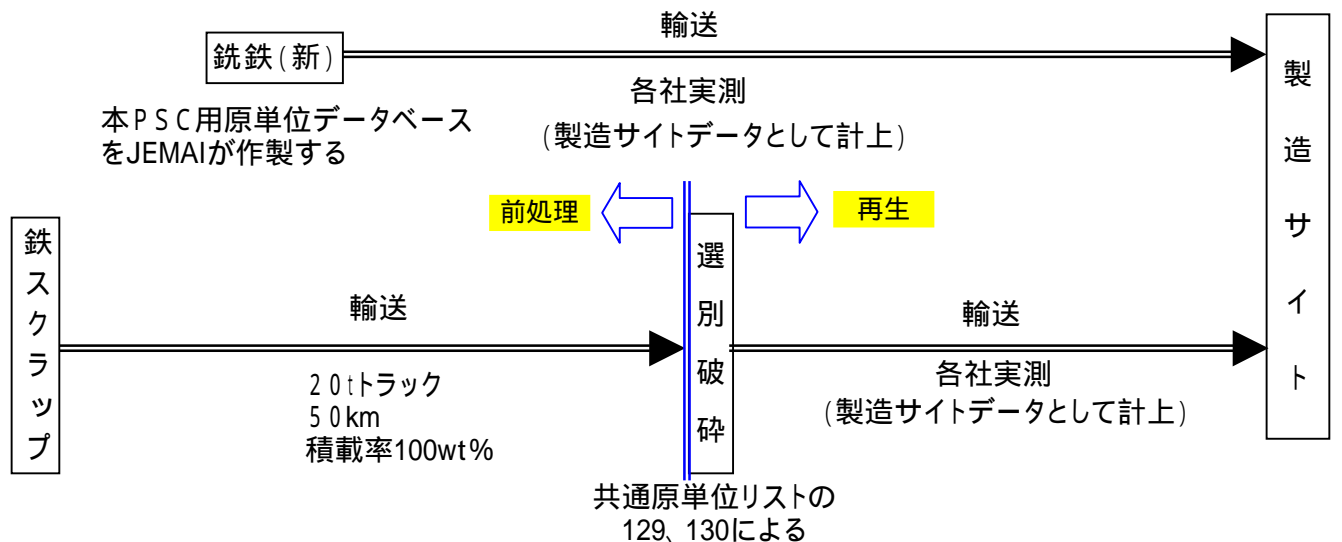 輸送
銑鉄(新)
各社実測
(製造サイトデータとして計上)
本PSC用原単位データベース
をJEMAIが作製する
製造サイト
前処理
再生
鉄スクラップ
輸送
20tトラック
50km
積載率100wt%
選別破砕
輸送
各社実測
(製造サイトデータとして計上)
共通原単位リストの
129、130による